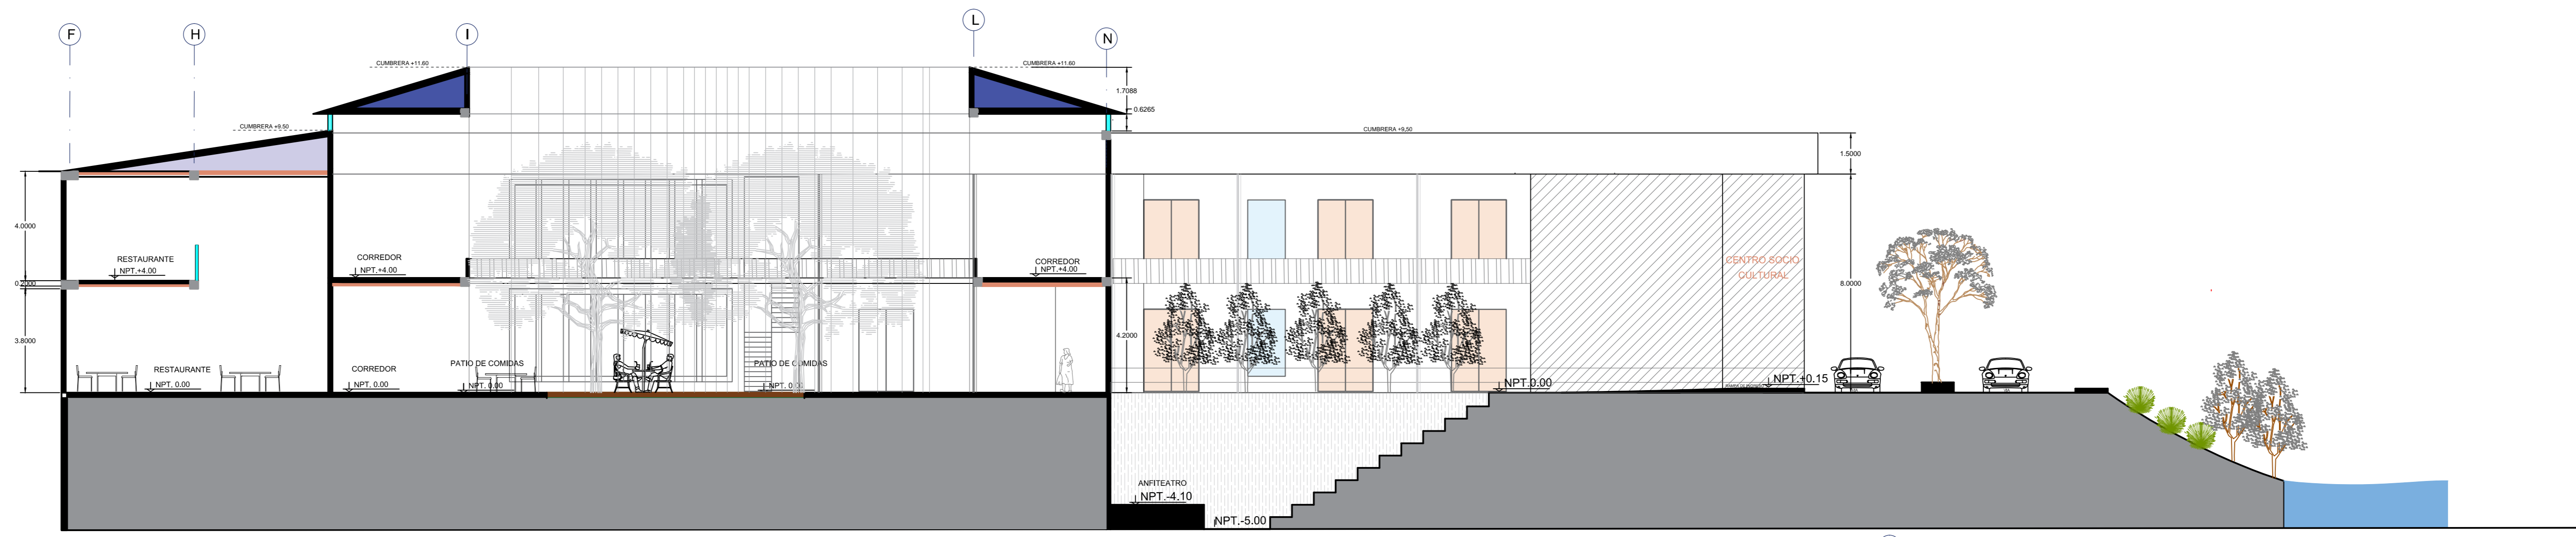 F
H
I
L
N
CUMBRERA +11.60
CUMBRERA +11.60
1.7088
0.6265
CUMBRERA +9.50
CUMBRERA +9,50
1.5000
4.0000
RESTAURANTE
NPT.+4.00
CORREDOR
NPT.+4.00
CORREDOR
NPT.+4.00
CENTRO SOCIO
CULTURAL
0.2000
8.0000
3.8000
4.2000
RESTAURANTE
NPT. 0.00
CORREDOR
NPT. 0.00
PATIO DE COMIDAS
NPT. 0.00
PATIO DE COMIDAS
NPT. 0.00
NPT.0.00
NPT.+0.15
ANFITEATRO
NPT.-4.10
NPT.-5.00